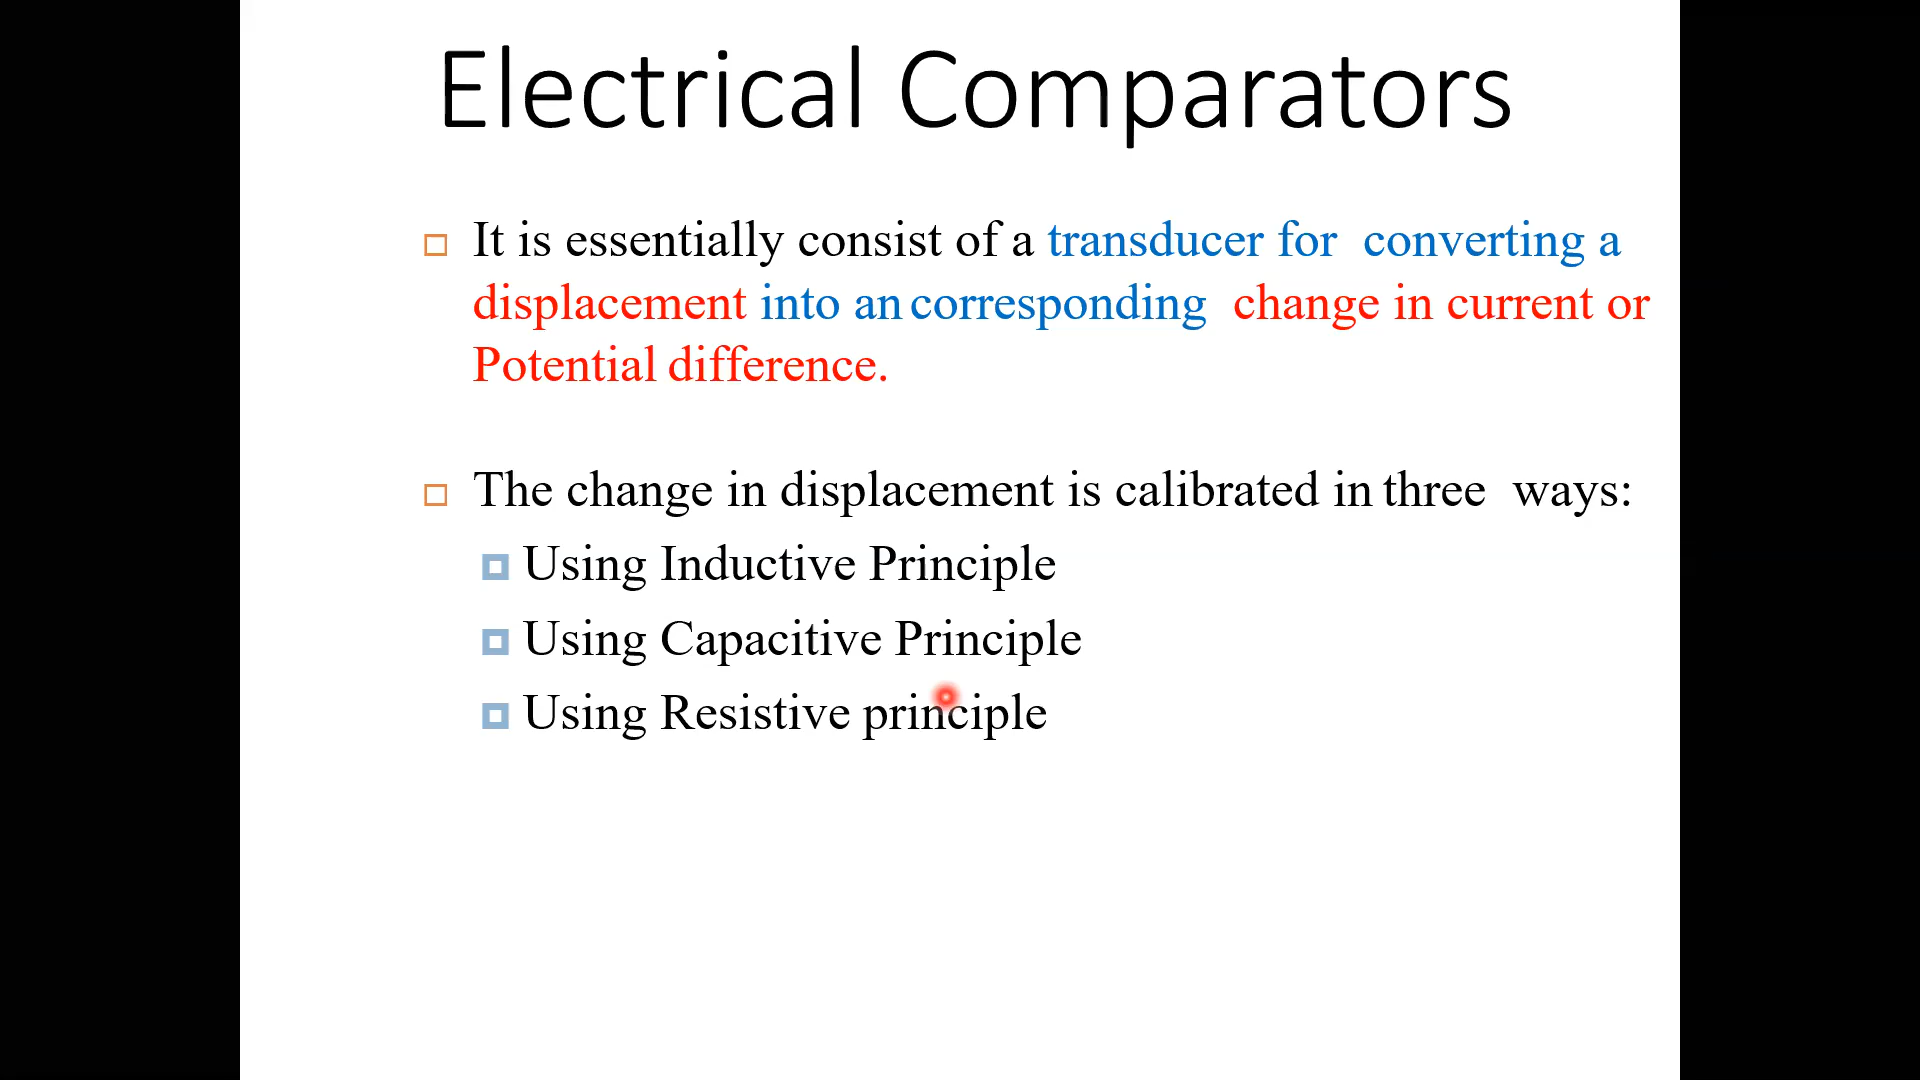 Electrical Comparators
It is essentially consist of a transducer for converting a
displacement into an corresponding change in current or
Potential difference.
The change in displacement is calibrated in three ways:
Using Inductive Principle
Using Capacitive Principle
Using Resistive principle